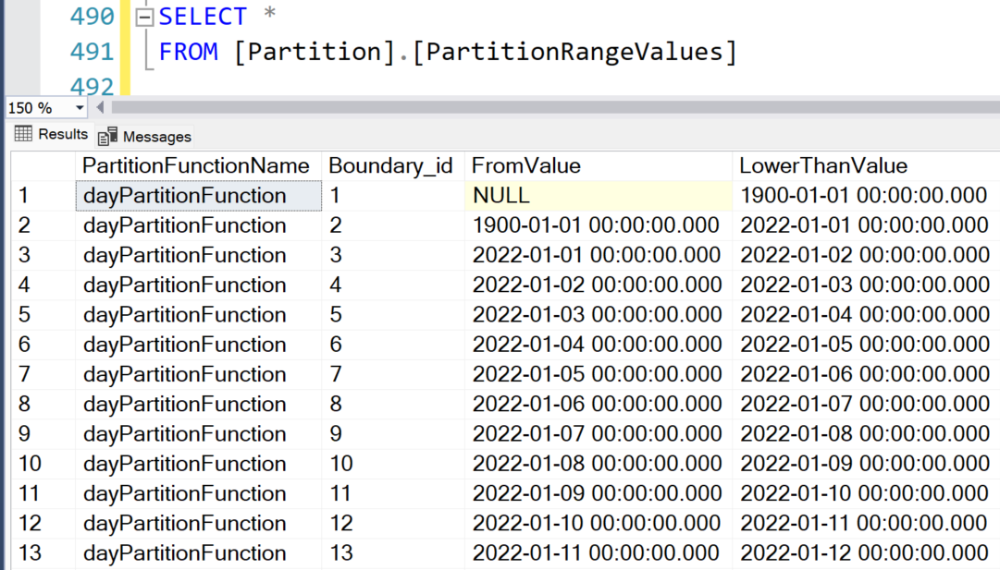 490 SELECT *
491 FROM [Partition].[PartitionRangeValues]
492
150 %
Results Messages
PartitionFunctionName Boundary_id FromValue LowerThanValue
1 dayPartitionFunction 1 NULL 1900-01-01 00:00:00.000
2 dayPartitionFunction 2 1900-01-01 00:00:00.000 2022-01-01 00:00:00.000
3 dayPartitionFunction 3 2022-01-01 00:00:00.000 2022-01-02 00:00:00.000
4 dayPartitionFunction 4 2022-01-02 00:00:00.000 2022-01-03 00:00:00.000
5 dayPartitionFunction 5 2022-01-03 00:00:00.000 2022-01-04 00:00:00.000
6 dayPartitionFunction 6 2022-01-04 00:00:00.000 2022-01-05 00:00:00.000
7 dayPartitionFunction 7 2022-01-05 00:00:00.000 2022-01-06 00:00:00.000
8 dayPartitionFunction 8 2022-01-06 00:00:00.000 2022-01-07 00:00:00.000
9 dayPartitionFunction 9 2022-01-07 00:00:00.000 2022-01-08 00:00:00.000
10 dayPartitionFunction 10 2022-01-08 00:00:00.000 2022-01-09 00:00:00.000
11 dayPartitionFunction 11 2022-01-09 00:00:00.000 2022-01-10 00:00:00.000
12 dayPartitionFunction 12 2022-01-10 00:00:00.000 2022-01-11 00:00:00.000
13 dayPartitionFunction 13 2022-01-11 00:00:00.000 2022-01-12 00:00:00.000